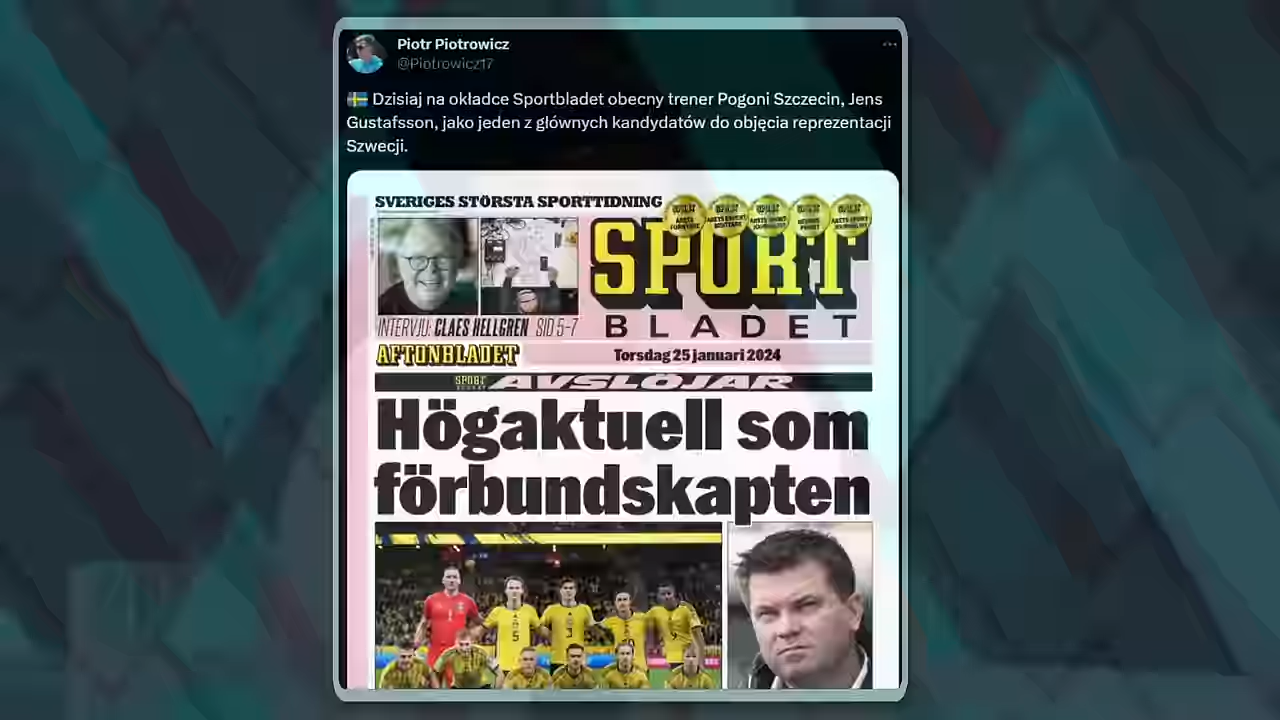 Piotr Piotrowicz
@Piotrowicz17
Dzisiaj na okładce Sportbladet obecny trener Pogoni Szczecin, Jens
Gustafsson, jako jeden z głównych kandydatów do objęcia reprezentacji
Szwecji.
SVERIGES STÖRSTA SPORTTIDNING
SPORT
BLADET
INTERVJU: CLAES HELLGREN SID 5-7
AFTONBLADET
Torsdag 25 januari 2024
SPORT
AVSLÖJAR
Högaktuell som
förbundskapten